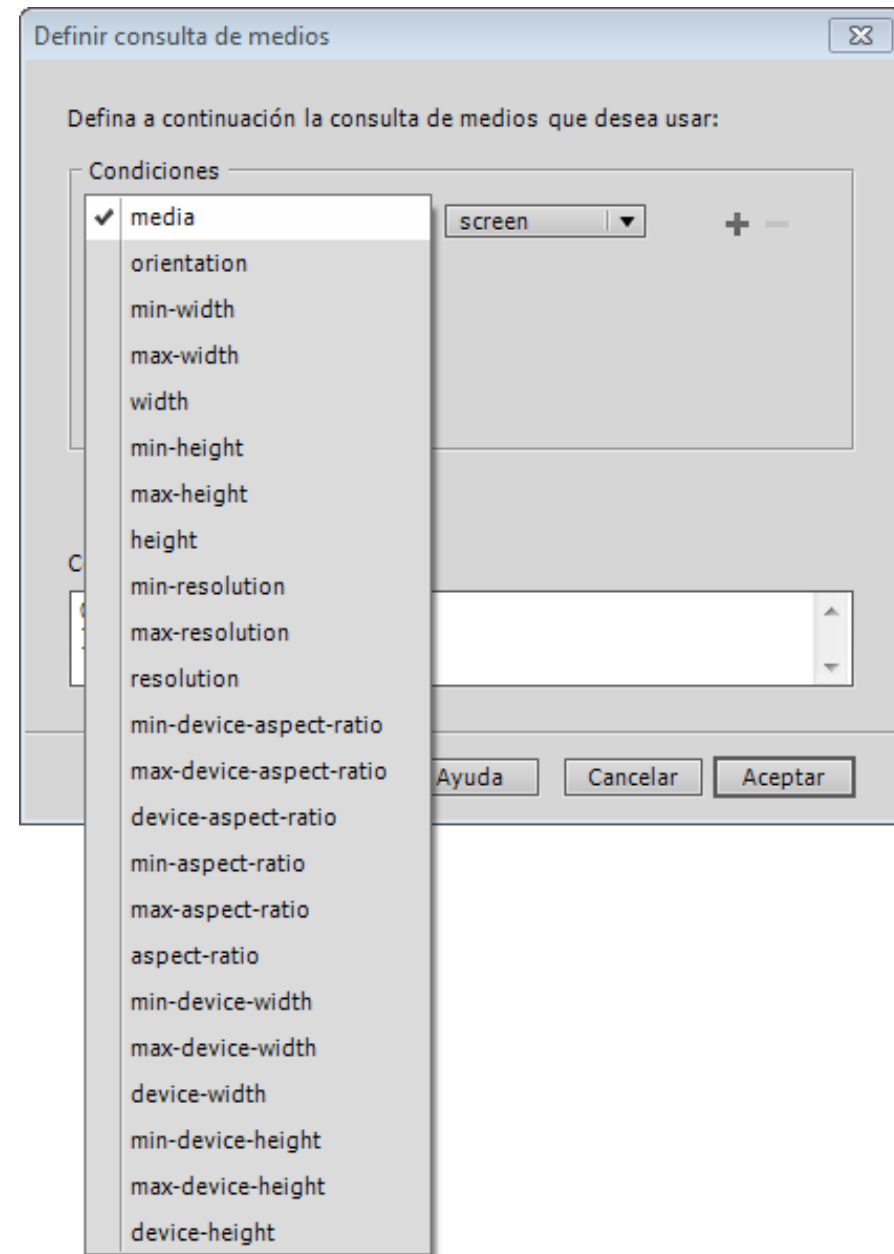 Definir consulta de medios
Defina a continuación la consulta de medios que desea usar:
Condiciones
media
screen
orientation
min-width
max-width
width
min-height
max-height
height
min-resolution
max-resolution
resolution
min-device-aspect-ratio
max-device-aspect-ratio
Ayuda
Cancelar
Aceptar
device-aspect-ratio
min-aspect-ratio
max-aspect-ratio
aspect-ratio
min-device-width
max-device-width
device-width
min-device-height
max-device-height
device-height